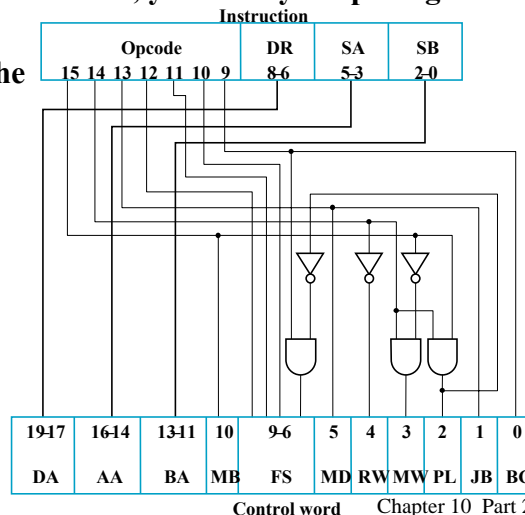 Instruction
he
Opcode DR SA SB
15 14 13 12 11 10 9 8-6 5-3 2-0
19-17 16-14 13-11 10 9-6 5 4 3 2 1 0
DA AA BA MB FS MD RW MW PL JB BC
Control word Chapter 10 Part 2